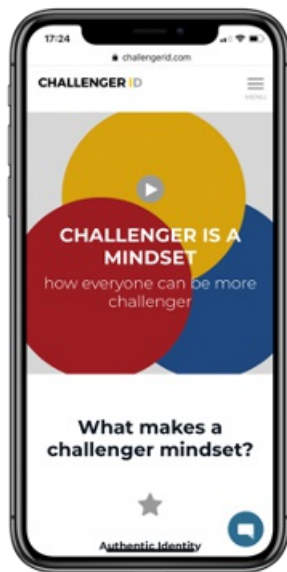 17:24
challengerid.com
CHALLENGER ID
MENU
CHALLENGER IS A
MINDSET
how everyone can be more
challenger
What makes a
challenger mindset?
Authentic Identity